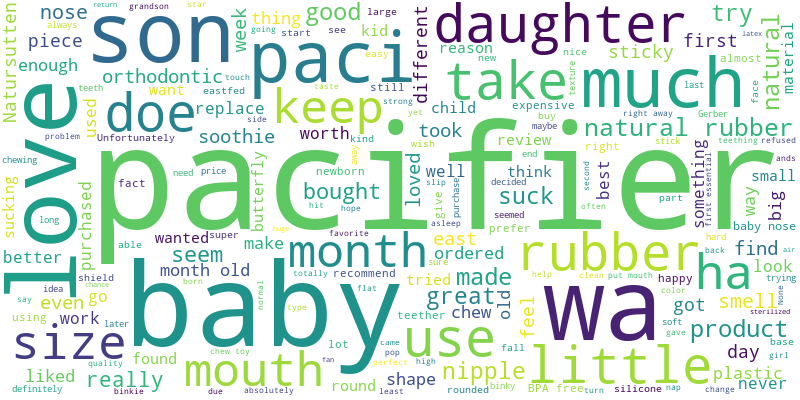 return
grandson
star
nose
always
son
thing
good
large
daughter
try
Natursutten
piece
week
going
start
see
kid
paci
different
reason
nice
sticky
first
latex
natural
material
enough
orthodontic
touch
easy
new
almost
teeth
want
eastfed
taste
still
take
much
face
last
love
used
doe
replace
side
keep
strong
child
expensive
texture
buy
Gerber
problem
Unfortunately
worth
kind
yet
took
maybe
right away
chewing
soothie
wish
review
natural rubber
teething
refused
sucking
purchased
fact
need
price
butterfly
away
pacifier
loved
end
right
stick
something
first essential
ands
newborn
well
think
best
second
way
small
long
hit
hope
bought
slip
purchase
suck
part
big
able
wanted
super
favorite
asleep
give
decided
seemed
prefer
often
baby nose
better
shield
seem
make
month
east
ordered
rubber
hard
find
look
idea
month old
totally
recommend
sure
tried
made
help
clean
put mouth
back
air
say
even
go
born
flat
great
old
feel
happy
ha
trying
chance
baby
huge
type
normal
teether
chew
wa
color
got
smell
None
using
work
later
lot
came
pop
use
soft
gave
product
sterilized
size
quality
found
chew toy
fan
perfect
high
fall
little
base
day
girl
liked
really
mouth
round
shape
nipple
plastic
definitely
binkie
due
absolutely
least
rounded
binky
BPA free
turn
silicone
nap
change
never